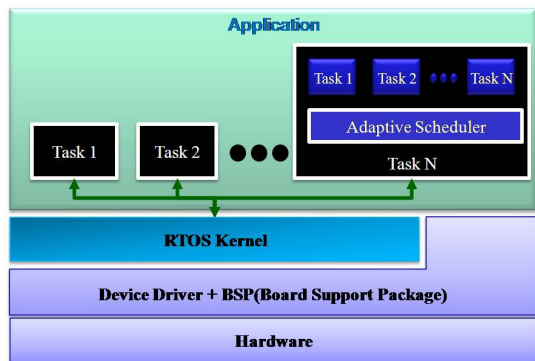 Application
Task 1 Task 2 Task N
Adaptive Scheduler
Task 1 Task 2 Task N
RTOS Kernel
Device Driver + BSP(Board Support Package)
Hardware